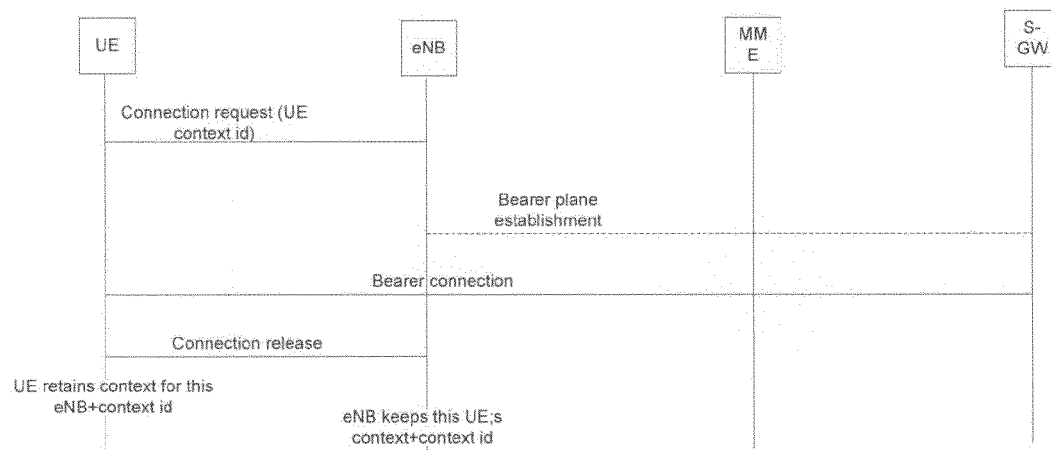 UE
eNB
MM
E
S-
GW
Connection request (UE
context id)
Bearer plane
establishment
Bearer connection
Connection release
UE retains context for this
eNB+context id
eNB keeps this UE;s
context+context id